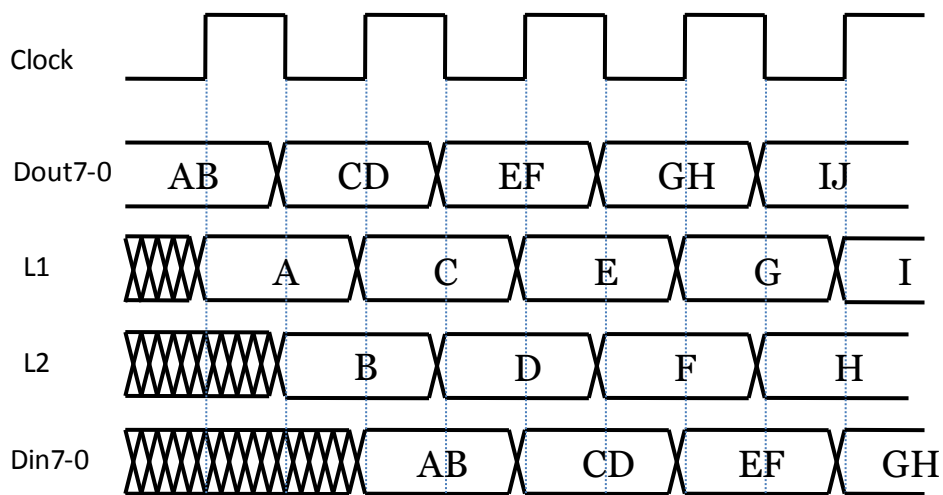 Clock
Dout7-0 AB CD EF GH IJ
L1 A C E G I
L2 B D F H
Din7-0 AB CD EF GH